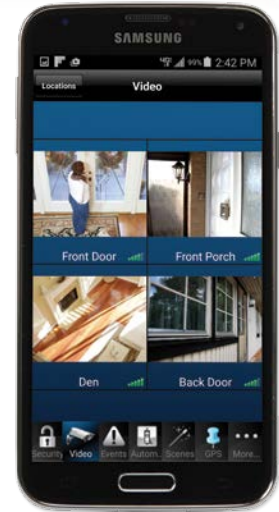 SAMSUNG
4G 99% 2:42 PM
Locations Video
Front Door Front Porch
Den Back Door
Security Video Events Autom... Scenes GPS More...